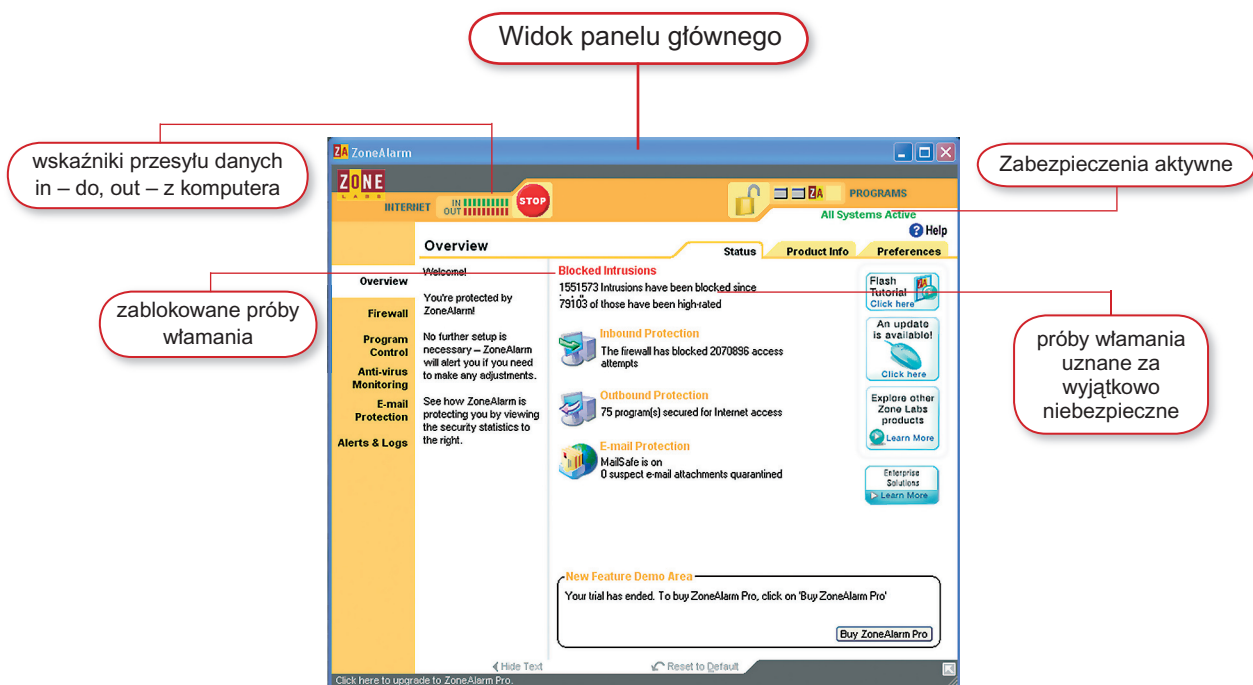 Widok panelu głównego
wskaźniki przesyłu danych
in – do, out – z komputera
Zabezpieczenia aktywne
zablokowane próby
włamania
próby włamania
uznane za
wyjątkowo
niebezpieczne
ZA ZoneAlarm
ZONE
LABS
INTERNET
IN
OUT
STOP
ZA
PROGRAMS
All Systems Active
Help
Overview
Status
Product Info
Preferences
Overview
Firewall
Program
Control
Anti-virus
Monitoring
E-mail
Protection
Alerts & Logs
Welcome!
You're protected by
ZoneAlarm!
No further setup is
necessary – ZoneAlarm
will alert you if you need
to make any adjustments.
See how ZoneAlarm is
protecting you by viewing
the security statistics to
the right.
Blocked Intrusions
1551573 Intrusions have been blocked since
79103 of those have been high-rated
Inbound Protection
The firewall has blocked 2070896 access
attempts
Outbound Protection
75 program(s) secured for Internet access
E-mail Protection
MailSafe is on
0 suspect e-mail attachments quarantined
Flash
Tutorial
Click here
An update
is available!
Click here
Explore other
Zone Labs
products
Learn More
Enterprise
Solutions
Learn More
New Feature Demo Area
Your trial has ended. To buy ZoneAlarm Pro, click on 'Buy ZoneAlarm Pro'
Buy ZoneAlarm Pro
Hide Text
Reset to Default
Click here to upgrade to ZoneAlarm Pro.